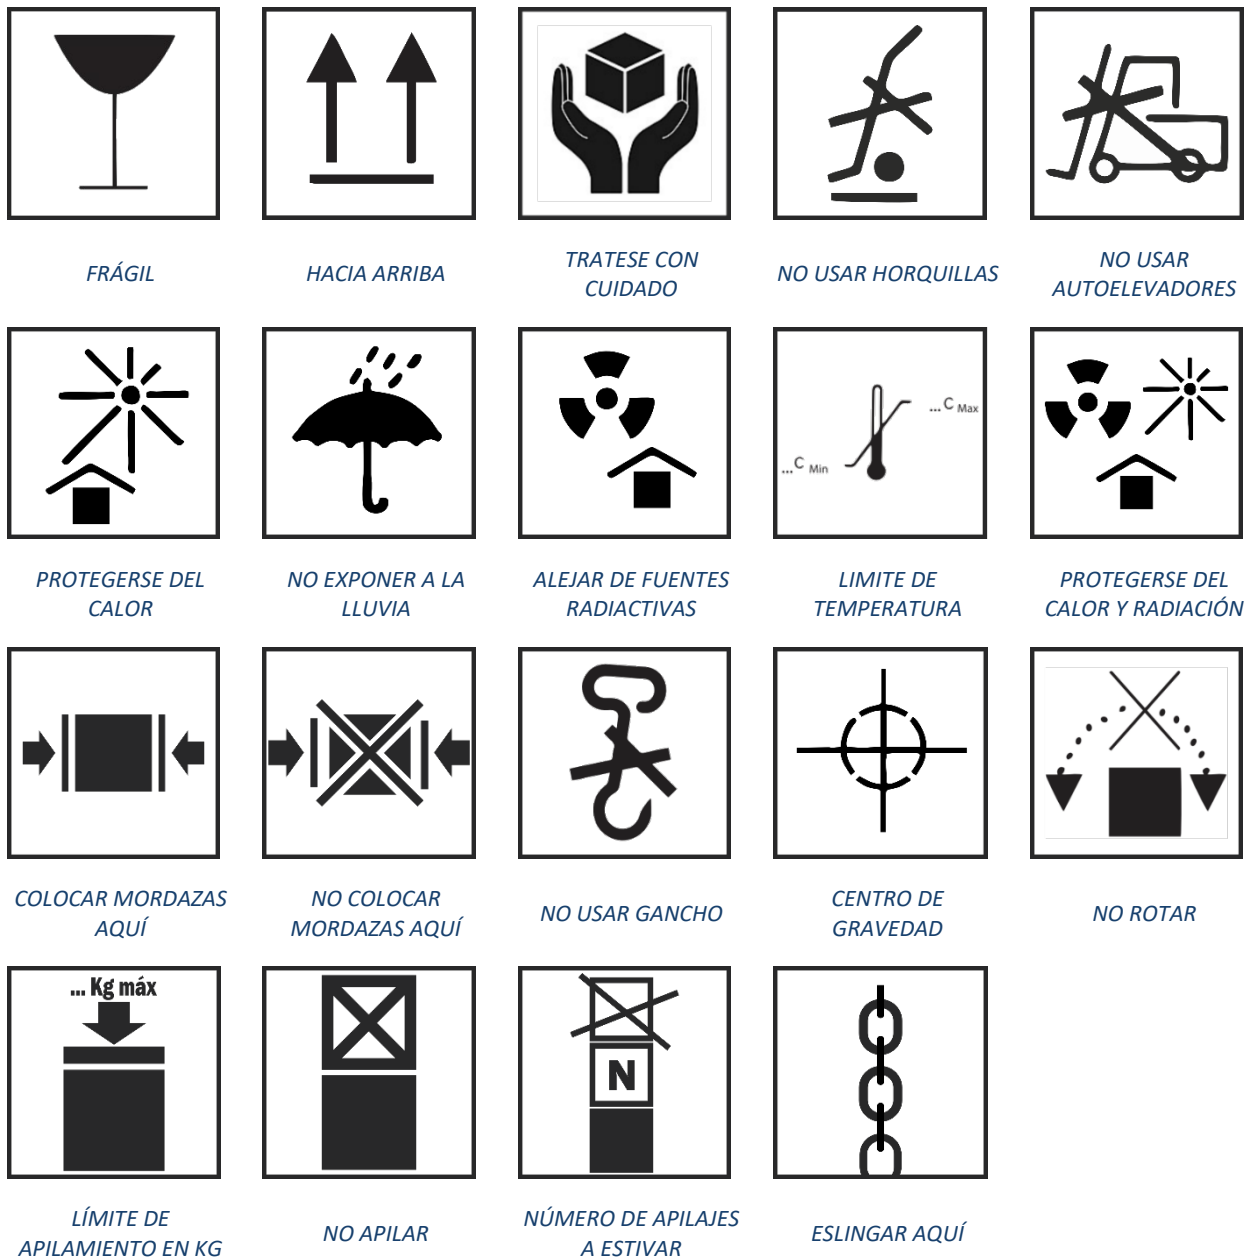 FRÁGIL
HACIA ARRIBA
TRATESE CON
CUIDADO
NO USAR HORQUILLAS
NO USAR
AUTOELEVADORES
... C Max
...C Min
PROTEGERSE DEL
CALOR
NO EXPONER A LA
LLUVIA
ALEJAR DE FUENTES
RADIACTIVAS
LIMITE DE
TEMPERATURA
PROTEGERSE DEL
CALOR Y RADIACIÓN
COLOCAR MORDAZAS
AQUÍ
NO COLOCAR
MORDAZAS AQUÍ
NO USAR GANCHO
CENTRO DE
GRAVEDAD
NO ROTAR
... Kg máx
N
LÍMITE DE
APILAMIENTO EN KG
NO APILAR
NÚMERO DE APILAJES
A ESTIVAR
ESLINGAR AQUÍ